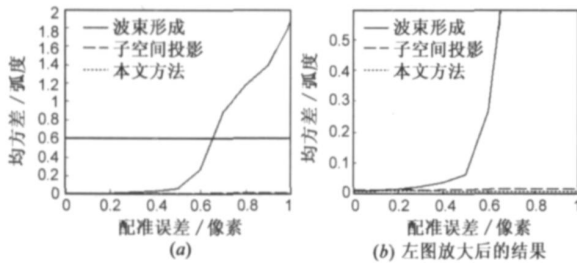 均方差/弧度
2
1.8
1.6
1.4
1.2
1
0.8
0.6
0.4
0.2
0
波束形成
子空间投影
本文方法
0 0.2 0.4 0.6 0.8 1
配准误差/像素
(a)
均方差/弧度
0.5
0.4
0.3
0.2
0.1
0
波束形成
子空间投影
本文方法
0 0.2 0.4 0.6 0.8 1
配准误差/像素
(b) 左图放大后的结果